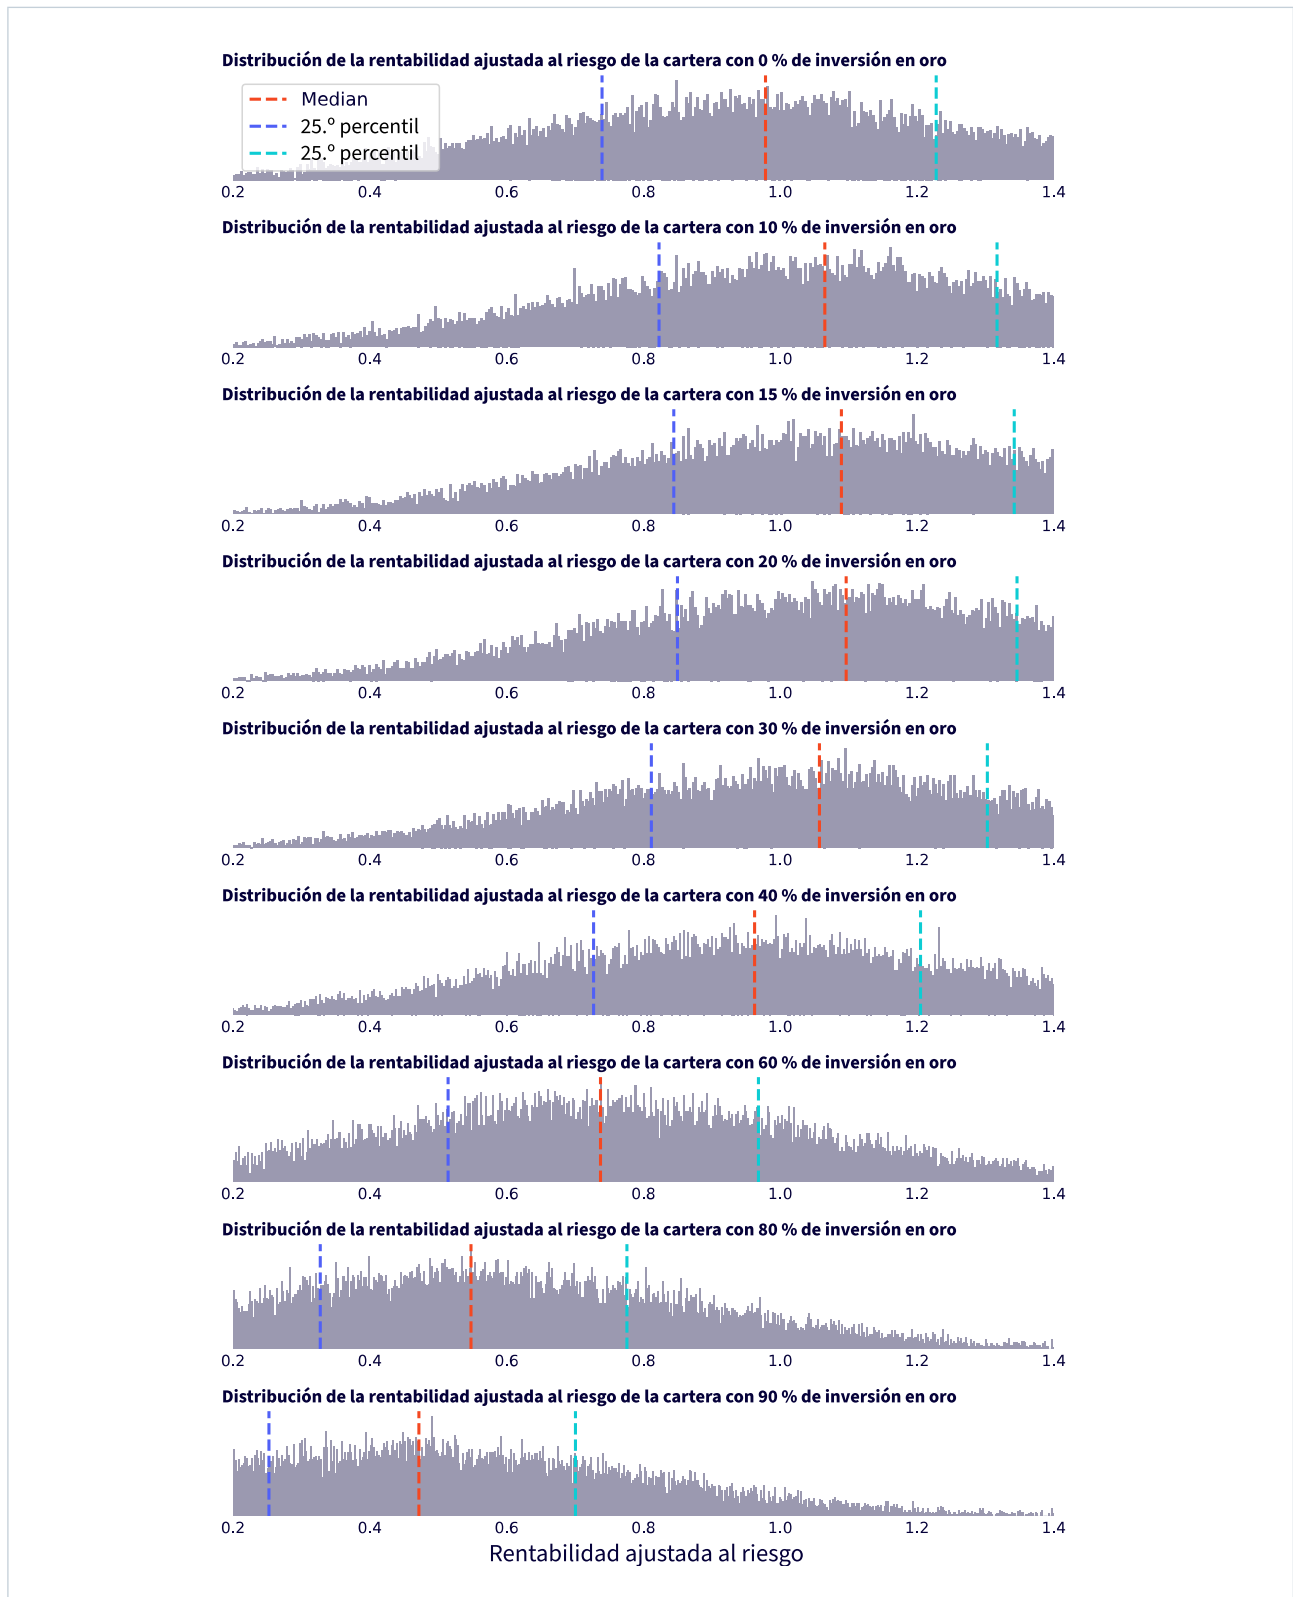 Distribución de la rentabilidad ajustada al riesgo de la cartera con 0 % de inversión en oro
Median
25.º percentil
25.º percentil
0.2 0.4 0.6 0.8 1.0 1.2 1.4
Distribución de la rentabilidad ajustada al riesgo de la cartera con 10 % de inversión en oro
0.2 0.4 0.6 0.8 1.0 1.2 1.4
Distribución de la rentabilidad ajustada al riesgo de la cartera con 15 % de inversión en oro
0.2 0.4 0.6 0.8 1.0 1.2 1.4
Distribución de la rentabilidad ajustada al riesgo de la cartera con 20 % de inversión en oro
0.2 0.4 0.6 0.8 1.0 1.2 1.4
Distribución de la rentabilidad ajustada al riesgo de la cartera con 30 % de inversión en oro
0.2 0.4 0.6 0.8 1.0 1.2 1.4
Distribución de la rentabilidad ajustada al riesgo de la cartera con 40 % de inversión en oro
0.2 0.4 0.6 0.8 1.0 1.2 1.4
Distribución de la rentabilidad ajustada al riesgo de la cartera con 60 % de inversión en oro
0.2 0.4 0.6 0.8 1.0 1.2 1.4
Distribución de la rentabilidad ajustada al riesgo de la cartera con 80 % de inversión en oro
0.2 0.4 0.6 0.8 1.0 1.2 1.4
Distribución de la rentabilidad ajustada al riesgo de la cartera con 90 % de inversión en oro
0.2 0.4 0.6 0.8 1.0 1.2 1.4
Rentabilidad ajustada al riesgo